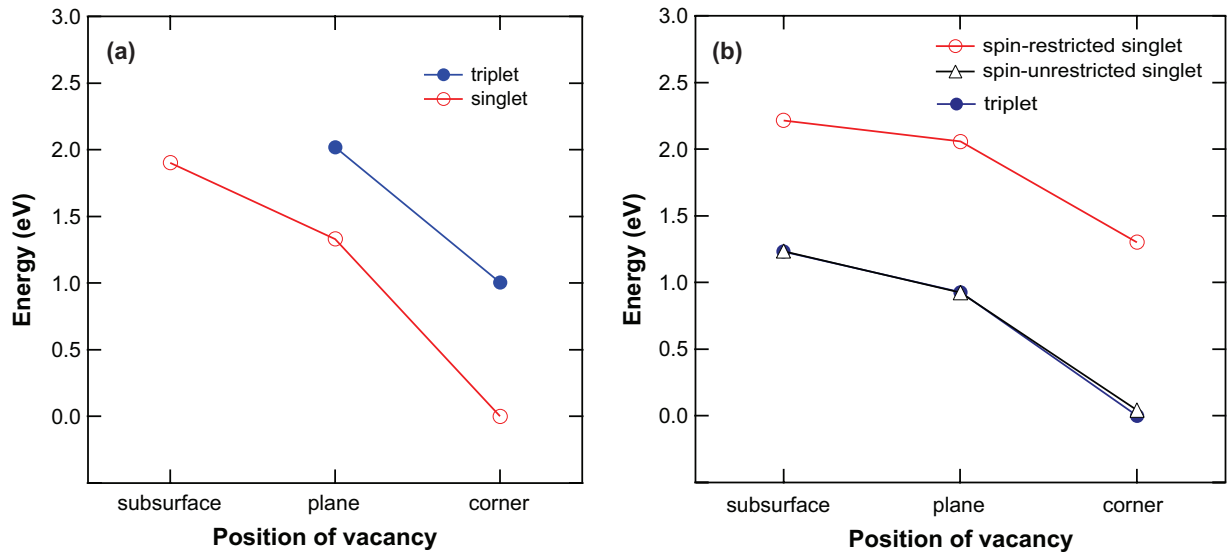 (a)
triplet
singlet
3.0
2.5
2.0
1.5
1.0
0.5
0.0
Energy (eV)
subsurface
plane
corner
Position of vacancy
(b)
spin-restricted singlet
spin-unrestricted singlet
triplet
3.0
2.5
2.0
1.5
1.0
0.5
0.0
Energy (eV)
subsurface
plane
corner
Position of vacancy